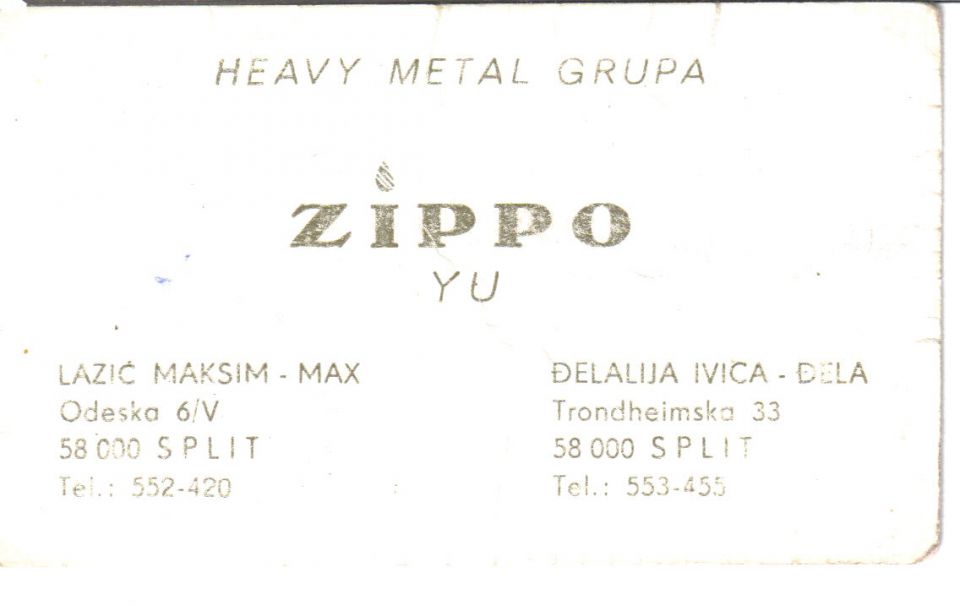 HEAVY METAL GRUPA
ZIPPO
YU
LAZIĆ MAKSIM - MAX
Odeska 6/V
58 000 SPLIT
Tel.: 552-420
ĐELALIJA IVICA - ĐELA
Trondheimska 33
58 000 SPLIT
Tel.: 553-455